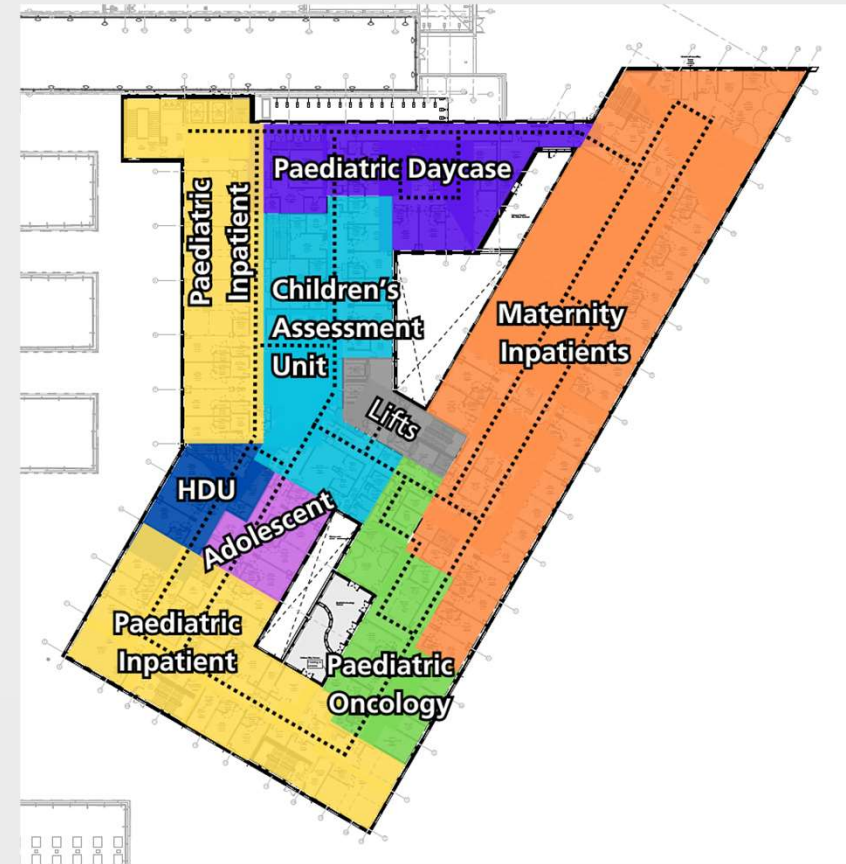 Paediatric Daycase
Paediatric
Inpatient
Children's
Assessment
Unit
Maternity
Inpatients
Lifts
HDU
Adolescent
Paediatric
Inpatient
Paediatric
Oncology